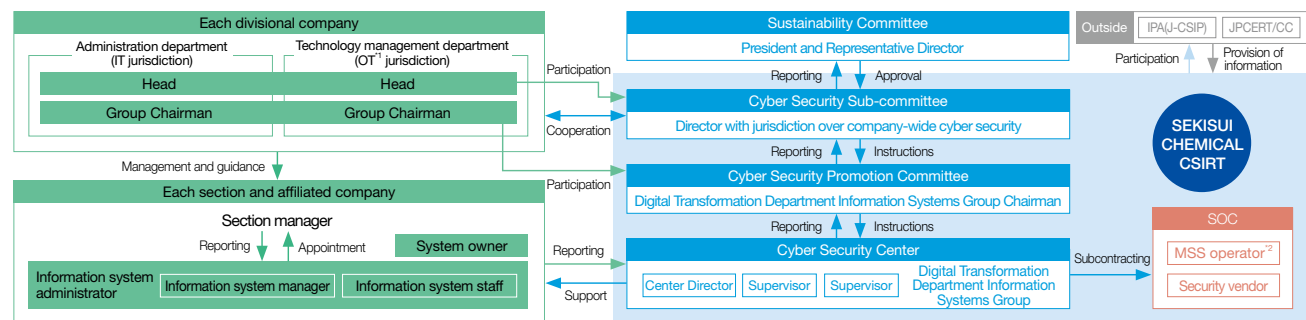 Each divisional company
Administration department
(IT jurisdiction)
Technology management department
(OT*1 jurisdiction)
Head
Head
Group Chairman
Group Chairman
Management and guidance
Each section and affiliated company
Section manager
Reporting
Appointment
System owner
Information system
administrator
Information system manager
Information system staff
Participation
Cooperation
Participation
Reporting
Support
Sustainability Committee
President and Representative Director
Reporting
Approval
Cyber Security Sub-committee
Director with jurisdiction over company-wide cyber security
Reporting
Instructions
Cyber Security Promotion Committee
Digital Transformation Department Information Systems Group Chairman
Reporting
Instructions
Cyber Security Center
Center Director
Supervisor
Supervisor
Digital Transformation
Department Information
Systems Group
Subcontracting
Outside
IPA(J-CSIP)
JPCERT/CC
Participation
Provision of
information
SEKISUI
CHEMICAL
CSIRT
SOC
MSS operator*2
Security vendor